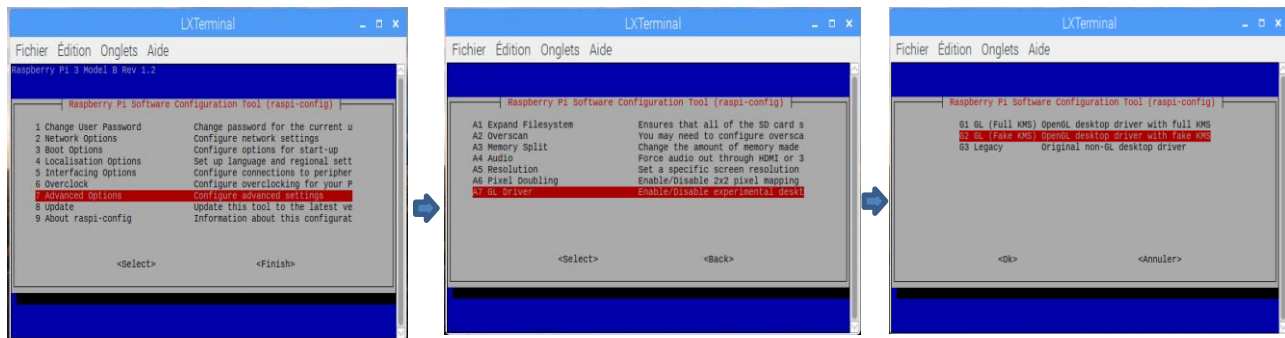 LXTerminal
Fichier Édition Onglets Aide
Raspberry Pi 3 Model B Rev 1.2
Raspberry Pi Software Configuration Tool (raspi-config)
1 Change User Password Change password for the current u
2 Network Options Configure network settings
3 Boot Options Configure options for start-up
4 Localisation Options Set up language and regional sett
5 Interfacing Options Configure connections to peripher
6 Overclock Configure overclocking for your P
7 Advanced Options Configure advanced settings
8 Update Update this tool to the latest ve
9 About raspi-config Information about this configurat
<Select> <Finish>
LXTerminal
Fichier Édition Onglets Aide
Raspberry Pi Software Configuration Tool (raspi-config)
A1 Expand Filesystem Ensures that all of the SD card s
A2 Overscan You may need to configure oversca
A3 Memory Split Change the amount of memory made
A4 Audio Force audio out through HDMI or 3
A5 Resolution Set a specific screen resolution
A6 Pixel Doubling Enable/Disable 2x2 pixel mapping
A7 GL Driver Enable/Disable experimental deskt
<Select> <Back>
LXTerminal
Fichier Édition Onglets Aide
Raspberry Pi Software Configuration Tool (raspi-config)
G1 GL (Full KMS) OpenGL desktop driver with full KMS
G2 GL (Fake KMS) OpenGL desktop driver with fake KMS
G3 Legacy Original non-GL desktop driver
<Ok> <Annuler>